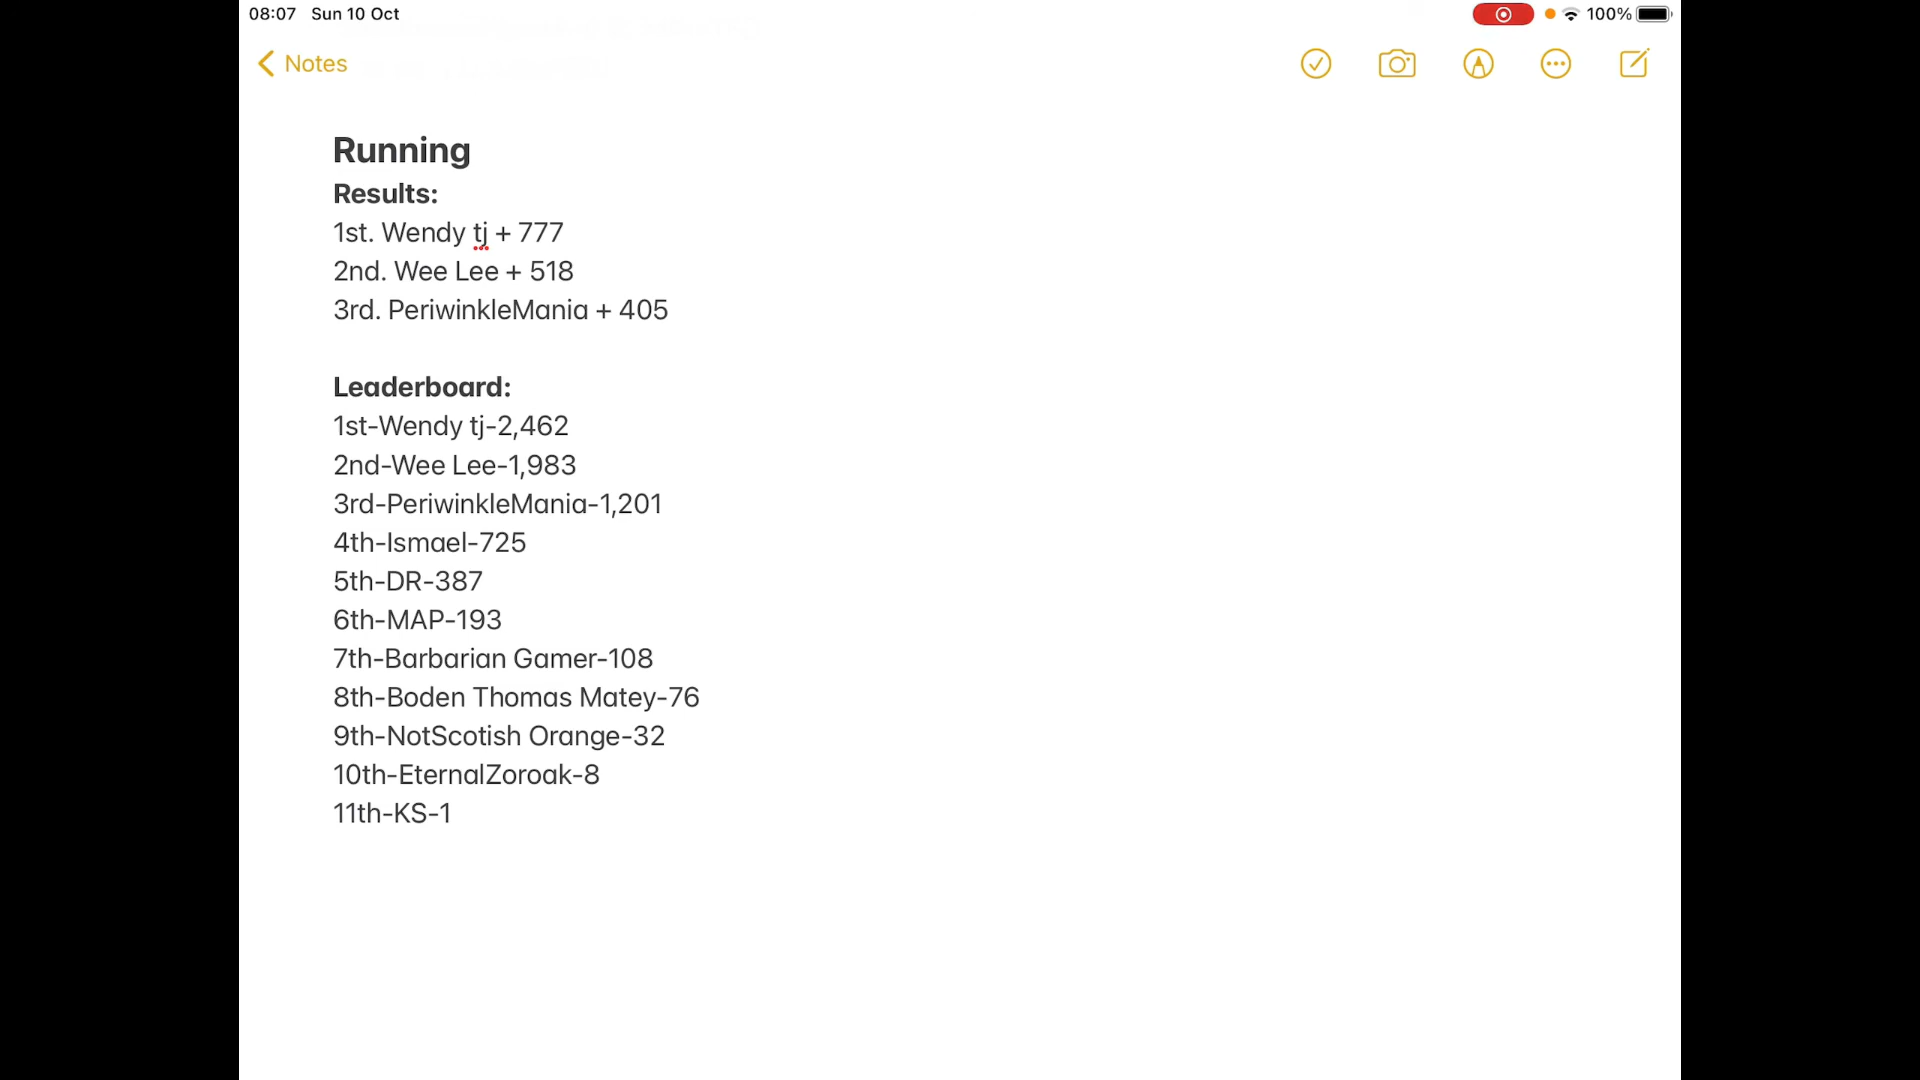 08:07 Sun 10 Oct
100%
Notes
Running
Results:
1st. Wendy tj + 777
2nd. Wee Lee + 518
3rd. PeriwinkleMania + 405
Leaderboard:
1st-Wendy tj-2,462
2nd-Wee Lee-1,983
3rd-PeriwinkleMania-1,201
4th-Ismael-725
5th-DR-387
6th-MAP-193
7th-Barbarian Gamer-108
8th-Boden Thomas Matey-76
9th-NotScotish Orange-32
10th-EternalZoroak-8
11th-KS-1